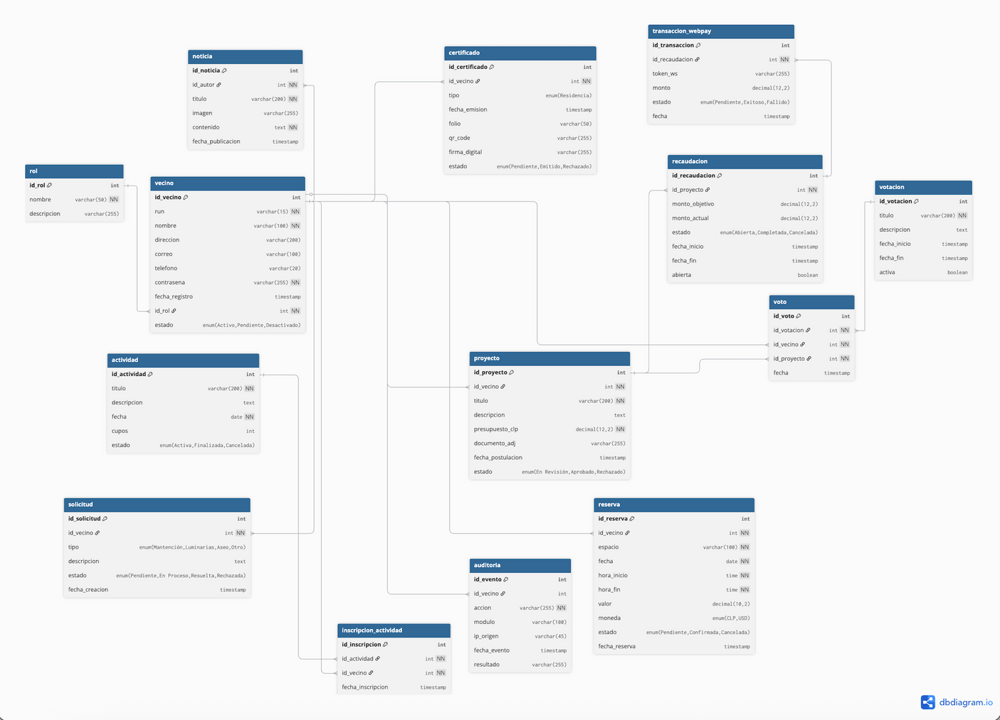 transaccion_webpay
id_transaccion int
id_recaudacion int NN
token_ws varchar(255)
monto decimal(12,2)
estado enum(Pendiente,Exitoso,Fallido)
fecha timestamp
certificado
id_certificado int
id_vecino int NN
tipo enum(Residencia)
fecha_emision timestamp
folio varchar(50)
qr_code varchar(255)
firma_digital varchar(255)
estado enum(Pendiente,Emitido,Rechazado)
noticia
id_noticia int
id_autor int NN
titulo varchar(200) NN
imagen varchar(255)
contenido text NN
fecha_publicacion timestamp
rol
id_rol int
nombre varchar(50) NN
descripcion varchar(255)
vecino
id_vecino int
run varchar(15) NN
nombre varchar(100) NN
direccion varchar(200)
correo varchar(100)
telefono varchar(20)
contrasena varchar(255) NN
fecha_registro timestamp
id_rol int NN
estado enum(Activo,Pendiente,Desactivado)
recaudacion
id_recaudacion int
id_proyecto int NN
monto_objetivo decimal(12,2)
monto_actual decimal(12,2)
estado enum(Abierta,Completada,Cancelada)
fecha_inicio timestamp
fecha_fin timestamp
abierta boolean
votacion
id_votacion int
titulo varchar(200) NN
descripcion text
fecha_inicio timestamp
fecha_fin timestamp
activa boolean
voto
id_voto int
id_votacion int NN
id_vecino int NN
id_proyecto int NN
fecha timestamp
actividad
id_actividad int
titulo varchar(200) NN
descripcion text
fecha date NN
cupos int
estado enum(Activa,Finalizada,Cancelada)
proyecto
id_proyecto int
id_vecino int NN
titulo varchar(200) NN
descripcion text
presupuesto_clp decimal(12,2) NN
documento_adj varchar(255)
fecha_postulacion timestamp
estado enum(En Revisión,Aprobado,Rechazado)
solicitud
id_solicitud int
id_vecino int NN
tipo enum(Mantención,Luminarias,Aseo,Otro)
descripcion text
estado enum(Pendiente,En Proceso,Resuelta,Rechazada)
fecha_creacion timestamp
reserva
id_reserva int
id_vecino int NN
espacio varchar(100) NN
fecha date NN
hora_inicio time NN
hora_fin time NN
valor decimal(10,2)
moneda enum(CLP,USD)
estado enum(Pendiente,Confirmada,Cancelada)
fecha_reserva timestamp
auditoria
id_evento int
id_vecino int
accion varchar(255) NN
modulo varchar(100)
ip_origen varchar(45)
fecha_evento timestamp
resultado varchar(255)
inscripcion_actividad
id_inscripcion int
id_actividad int NN
id_vecino int NN
fecha_inscripcion timestamp
dbdiagram.io